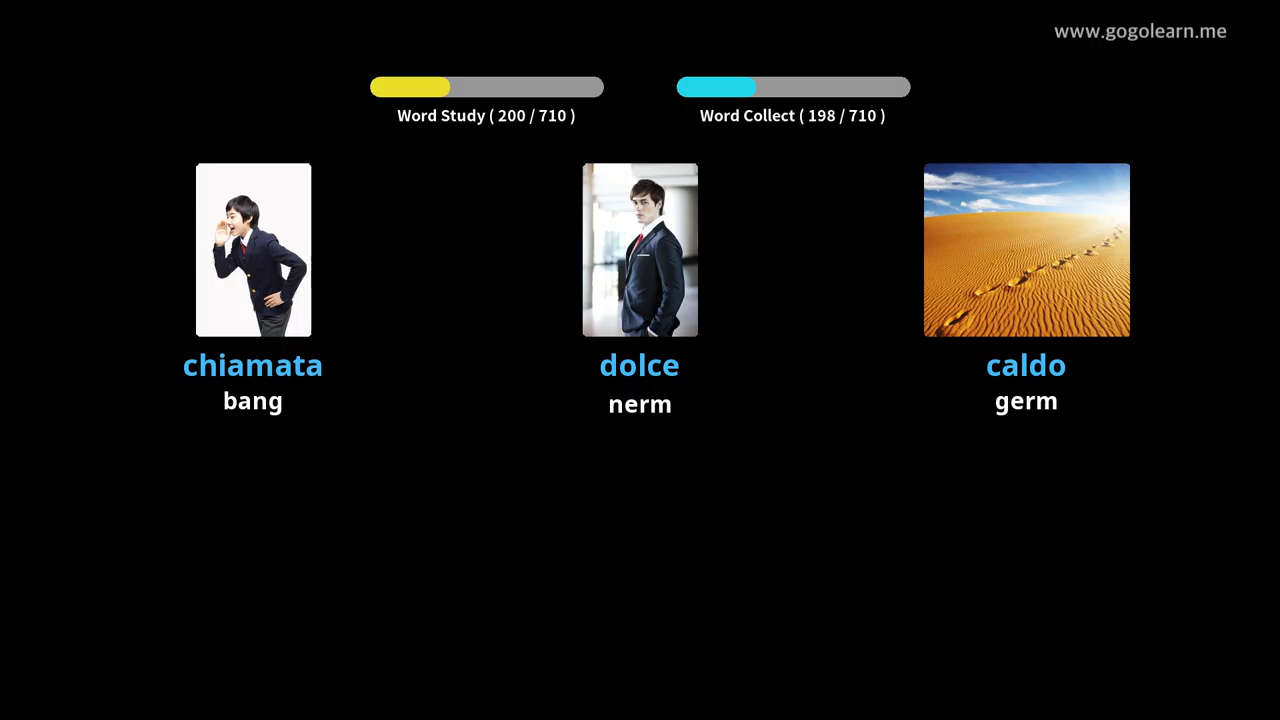 www.gogolearn.me
Word Study ( 200 / 710 )
Word Collect ( 198 / 710 )
chiamata
dolce
caldo
bang
nerm
germ